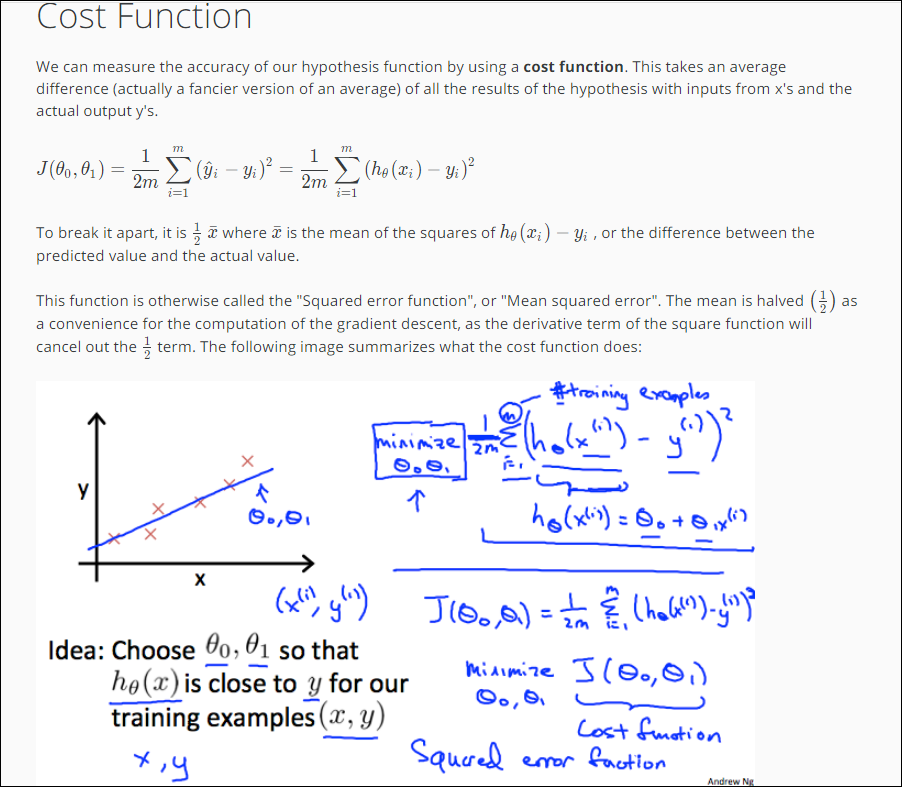 Cost Function
We can measure the accuracy of our hypothesis function by using a cost function. This takes an average
difference (actually a fancier version of an average) of all the results of the hypothesis with inputs from x's and the
actual output y's.
J(θ₀, θ₁) = 1/2m ∑ᵢ₌₁ᵐ (ŷᵢ − yᵢ)² = 1/2m ∑ᵢ₌₁ᵐ (hθ(xᵢ) − yᵢ)²
To break it apart, it is ½ x̄ where x̄ is the mean of the squares of hθ(xᵢ) − yᵢ , or the difference between the
predicted value and the actual value.
This function is otherwise called the "Squared error function", or "Mean squared error". The mean is halved (½) as
a convenience for the computation of the gradient descent, as the derivative term of the square function will
cancel out the ½ term. The following image summarizes what the cost function does:
y
x
θ₀,θ₁
(x⁽ⁱ⁾, y⁽ⁱ⁾)
Idea: Choose θ₀, θ₁ so that
hθ(x) is close to y for our
training examples (x, y)
x,y
#training examples
minimize 1/2m ∑ᵢ₌₁ᵐ (hθ(x⁽ⁱ⁾) - y⁽ⁱ⁾)²
θ₀θ₁
hθ(x⁽ⁱ⁾) = θ₀ + θ₁x⁽ⁱ⁾
J(θ₀,θ₁) = 1/2m ∑ᵢ₌₁ᵐ (hθ(x⁽ⁱ⁾)-y⁽ⁱ⁾)²
minimize J(θ₀,θ₁)
θ₀,θ₁
Cost function
Squared error faction
Andrew Ng